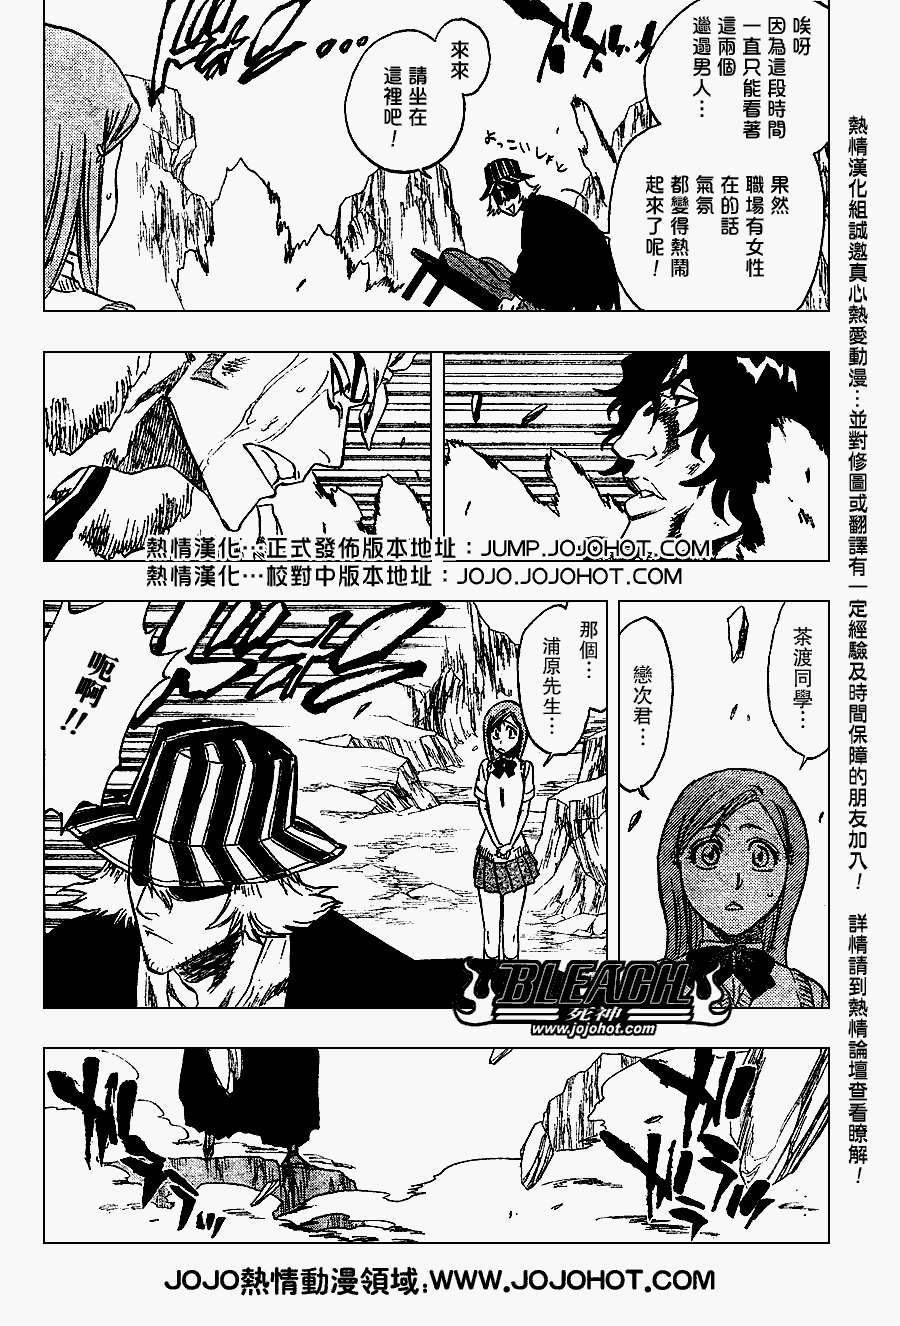 唉呀
因為這段時間
一直只能看著
這兩個
邋遢男人…
果然
職場有女性
在的話
氣氛
都變得熱鬧
起來了呢！
來來
請坐在
這裡吧！
よっこいしょっと
熱情漢化…正式發佈版本地址：JUMP.JOJOHOT.COM
熱情漢化…校對中版本地址：JOJO.JOJOHOT.COM
茶渡同學…
戀次君…
那個…
浦原先生…
呃啊!!
BLEACH
死神
www.jojohot.com
熱情漢化組誠邀真心熱愛動漫…並對修圖或翻譯有一定經驗及時間保障的朋友加入！ 詳情請到熱情論壇查看瞭解！
JOJO熱情動漫領域:WWW.JOJOHOT.COM